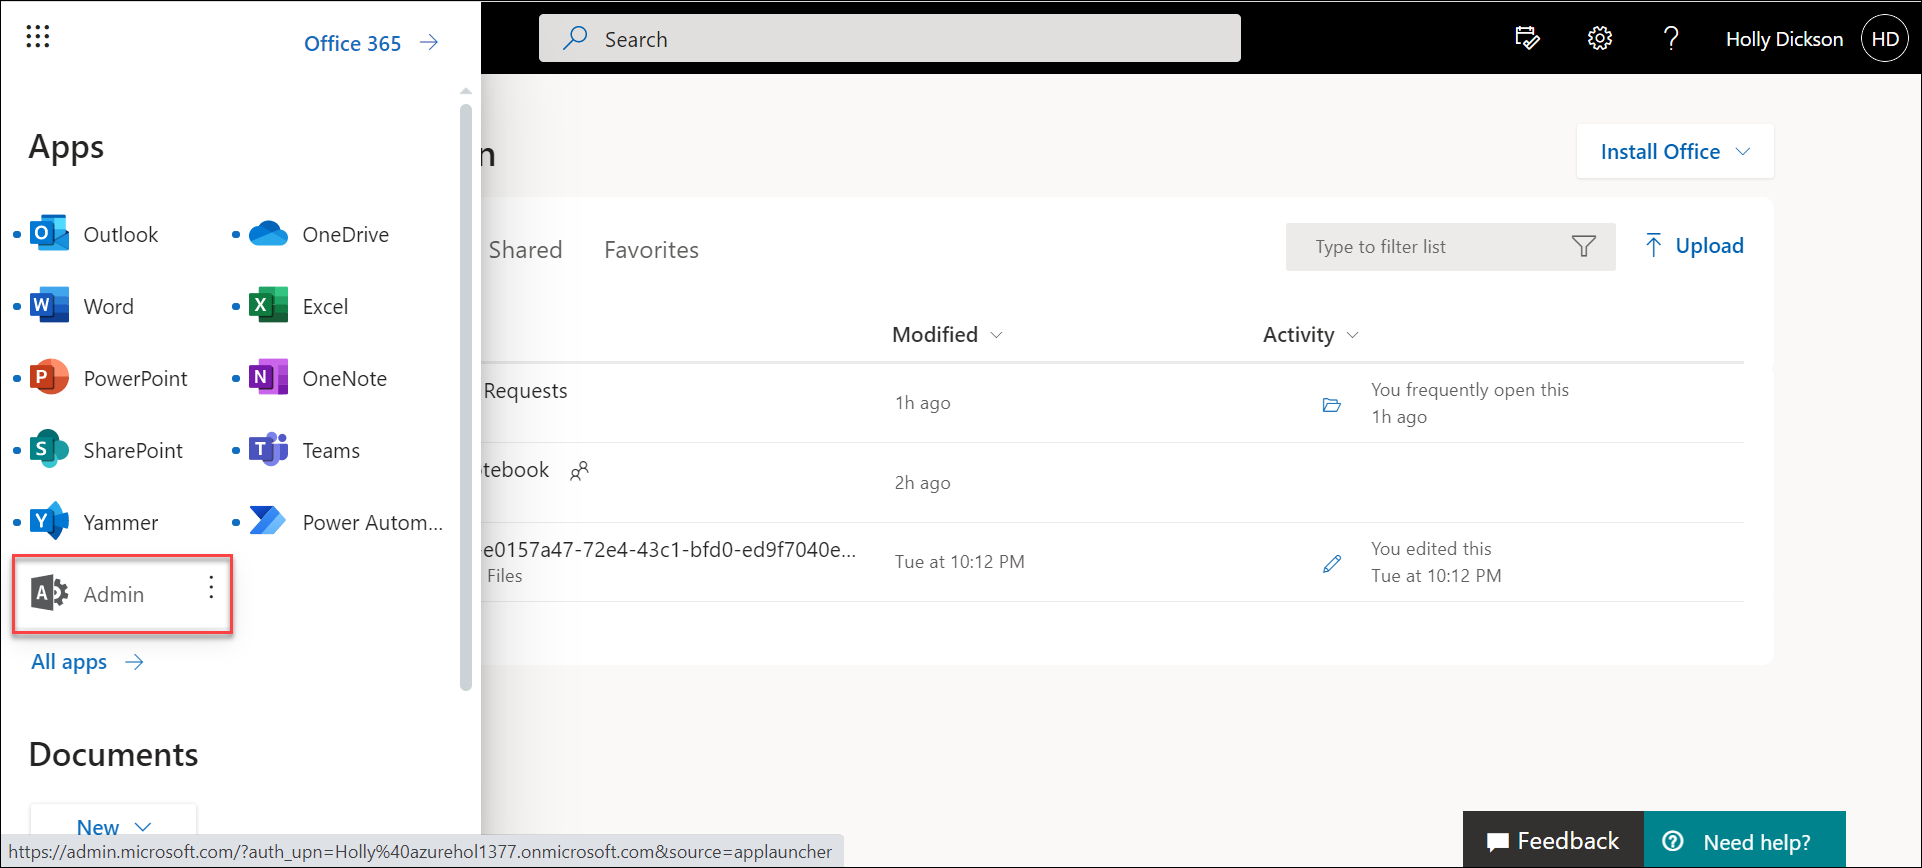 Office 365
Search
Holly Dickson
HD
Apps
n
Install Office
Outlook
OneDrive
Shared
Favorites
Type to filter list
Upload
Word
Excel
Modified
Activity
PowerPoint
OneNote
Requests
1h ago
You frequently open this
1h ago
SharePoint
Teams
tebook
2h ago
Yammer
Power Autom...
-e0157a47-72e4-43c1-bfd0-ed9f7040e...
Files
Tue at 10:12 PM
You edited this
Tue at 10:12 PM
Admin
All apps
Documents
New
https://admin.microsoft.com/?auth_upn=Holly%40azurehol1377.onmicrosoft.com&source=applauncher
Feedback
Need help?